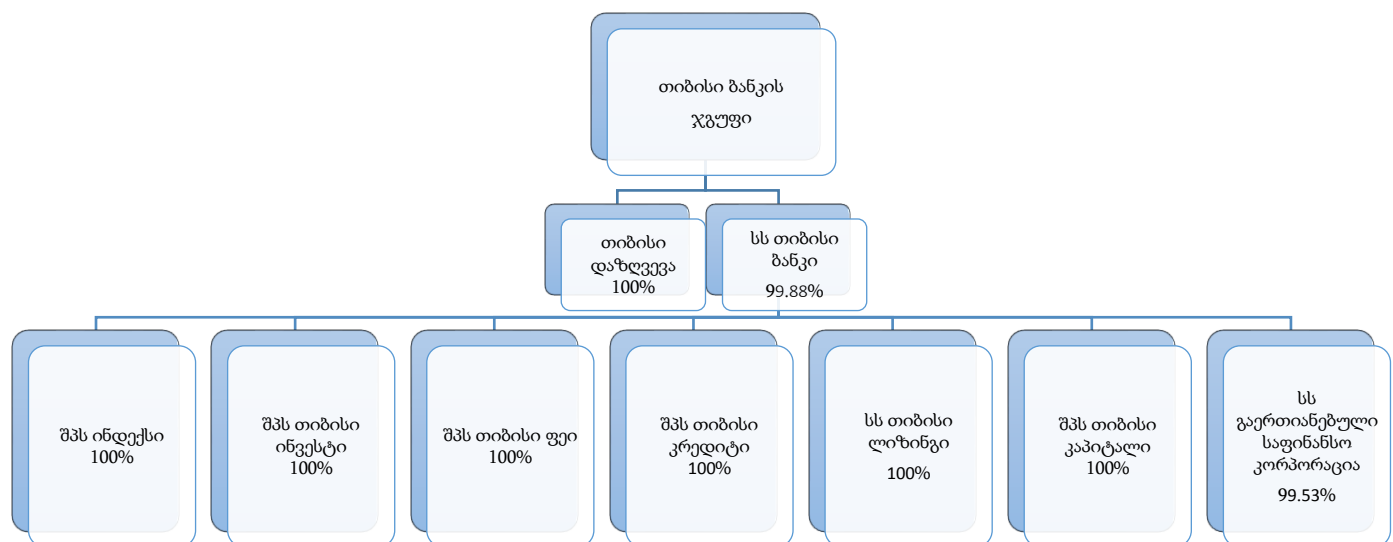 თიბისი ბანკის
ჯგუფი
თიბისი
დაზღვევა
100%
სს თიბისი
ბანკი
99.88%
შპს ინდექსი
100%
შპს თიბისი
ინვესტი
100%
შპს თიბისი ფეი
100%
შპს თიბისი
კრედიტი
100%
სს თიბისი
ლიზინგი
100%
შპს თიბისი
კაპიტალი
100%
სს
გაერთიანებული
საფინანსო
კორპორაცია
99.53%